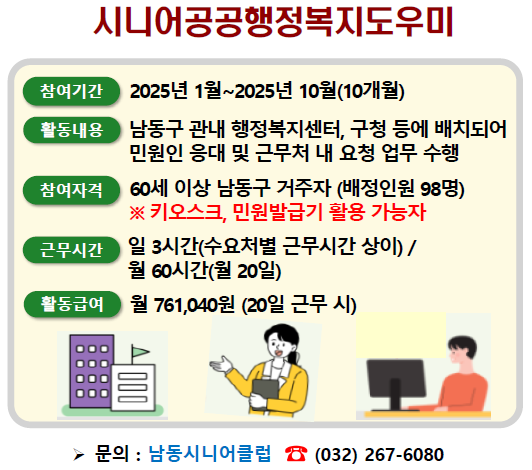 시니어공공행정복지도우미
참여기간 2025년 1월~2025년 10월(10개월)
활동내용 남동구 관내 행정복지센터, 구청 등에 배치되어
민원인 응대 및 근무처 내 요청 업무 수행
참여자격 60세 이상 남동구 거주자 (배정인원 98명)
※ 키오스크, 민원발급기 활용 가능자
근무시간 일 3시간(수요처별 근무시간 상이) /
월 60시간(월 20일)
활동급여 월 761,040원 (20일 근무 시)
➢ 문의 : 남동시니어클럽 ☎ (032) 267-6080